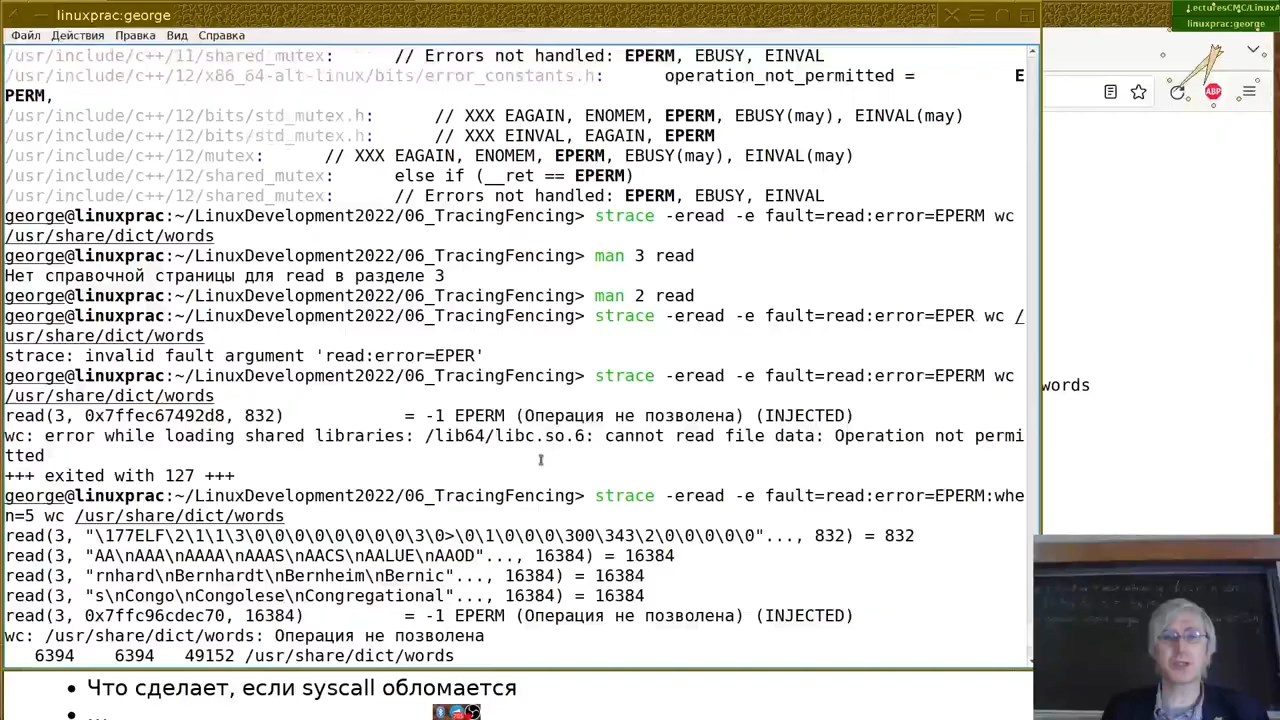 linuxprac:george
LecturesCMC/LinuxA
linuxprac:george
Файл Действия Правка Вид Справка
/usr/include/c++/11/shared_mutex: // Errors not handled: EPERM, EBUSY, EINVAL
/usr/include/c++/12/x86_64-alt-linux/bits/error_constants.h: operation_not_permitted = E
PERM,
/usr/include/c++/12/bits/std_mutex.h: // XXX EAGAIN, ENOMEM, EPERM, EBUSY(may), EINVAL(may)
/usr/include/c++/12/bits/std_mutex.h: // XXX EINVAL, EAGAIN, EPERM
/usr/include/c++/12/mutex: // XXX EAGAIN, ENOMEM, EPERM, EBUSY(may), EINVAL(may)
/usr/include/c++/12/shared_mutex: else if (__ret == EPERM)
/usr/include/c++/12/shared_mutex: // Errors not handled: EPERM, EBUSY, EINVAL
george@linuxprac:~/LinuxDevelopment2022/06_TracingFencing> strace -eread -e fault=read:error=EPERM wc
/usr/share/dict/words
george@linuxprac:~/LinuxDevelopment2022/06_TracingFencing> man 3 read
Нет справочной страницы для read в разделе 3
george@linuxprac:~/LinuxDevelopment2022/06_TracingFencing> man 2 read
george@linuxprac:~/LinuxDevelopment2022/06_TracingFencing> strace -eread -e fault=read:error=EPER wc /
usr/share/dict/words
strace: invalid fault argument 'read:error=EPER'
george@linuxprac:~/LinuxDevelopment2022/06_TracingFencing> strace -eread -e fault=read:error=EPERM wc
/usr/share/dict/words
read(3, 0x7ffec67492d8, 832) = -1 EPERM (Операция не позволена) (INJECTED)
wc: error while loading shared libraries: /lib64/libc.so.6: cannot read file data: Operation not permi
tted
+++ exited with 127 +++
george@linuxprac:~/LinuxDevelopment2022/06_TracingFencing> strace -eread -e fault=read:error=EPERM:whe
n=5 wc /usr/share/dict/words
read(3, "\177ELF\2\1\1\3\0\0\0\0\0\0\0\0\3\0>\0\1\0\0\0\300\343\2\0\0\0\0\0"..., 832) = 832
read(3, "AA\nAAA\nAAAA\nAAAS\nAACS\nAALUE\nAAOD"..., 16384) = 16384
read(3, "rnhard\nBernhardt\nBernheim\nBernic"..., 16384) = 16384
read(3, "s\nCongo\nCongolese\nCongregational"..., 16384) = 16384
read(3, 0x7ffc96cdec70, 16384) = -1 EPERM (Операция не позволена) (INJECTED)
wc: /usr/share/dict/words: Операция не позволена
6394 6394 49152 /usr/share/dict/words
ABP
words
• Что сделает, если syscall обломается
• ...